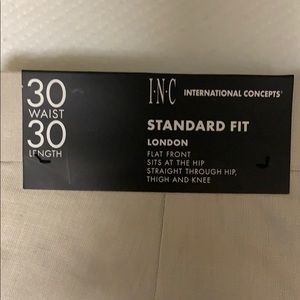 30
WAIST
30
LENGTH
I·N·C INTERNATIONAL CONCEPTS®
STANDARD FIT
LONDON
FLAT FRONT
SITS AT THE HIP
STRAIGHT THROUGH HIP,
THIGH AND KNEE